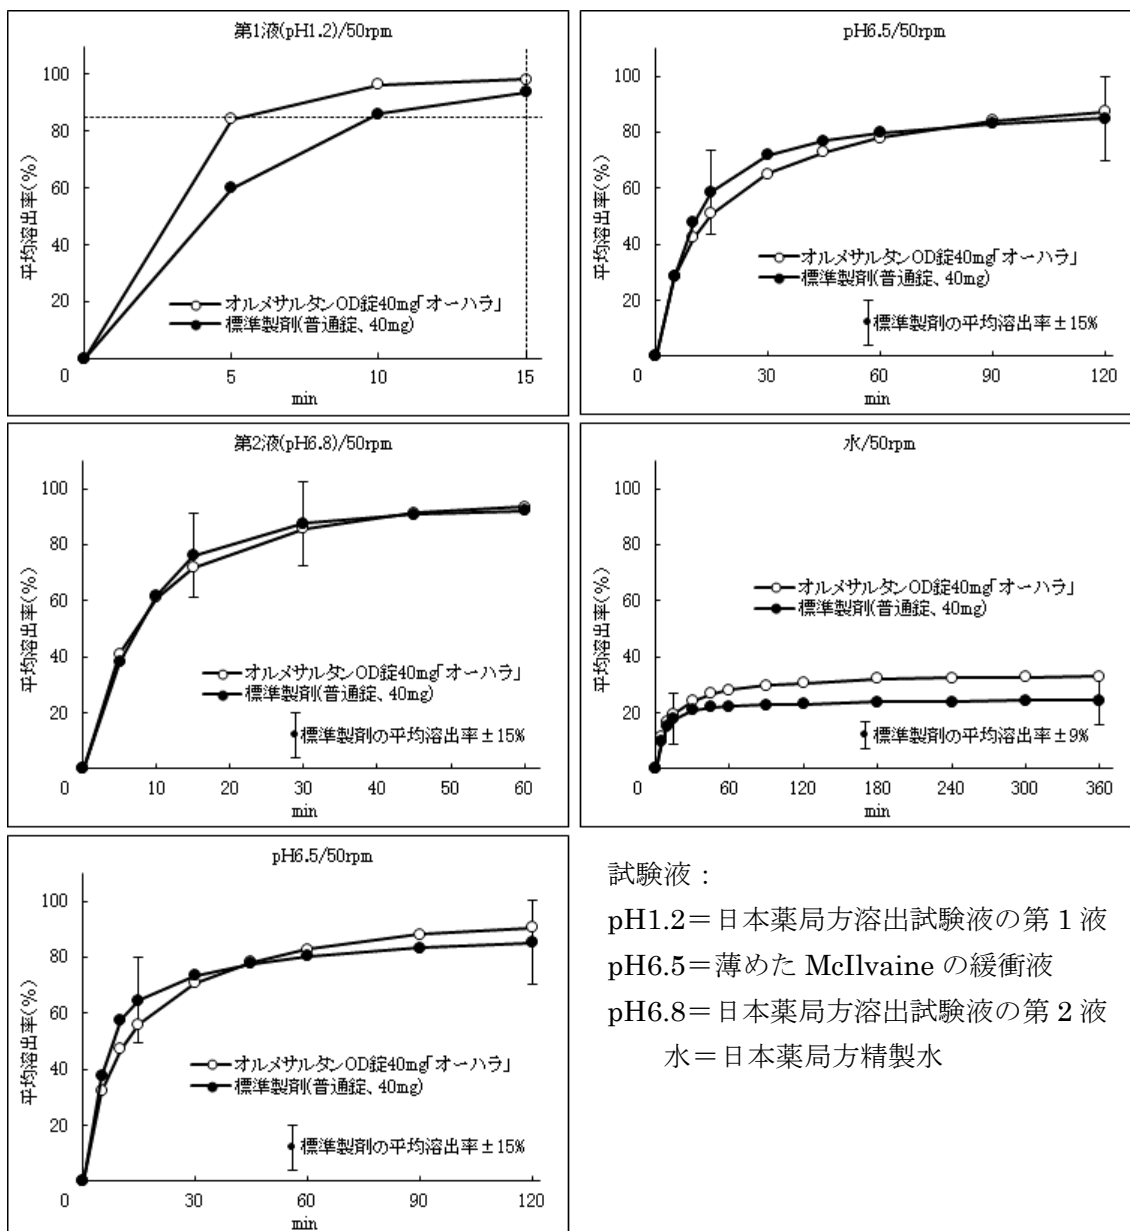 第1液(pH1.2)/50rpm
平均溶出率(%)
100
80
60
40
20
0
5
10
15
min
オルメサルタンOD錠40mg「オーハラ」
標準製剤(普通錠、40mg)
pH6.5/50rpm
平均溶出率(%)
100
80
60
40
20
0
30
60
90
120
min
オルメサルタンOD錠40mg「オーハラ」
標準製剤(普通錠、40mg)
標準製剤の平均溶出率±15%
第2液(pH6.8)/50rpm
平均溶出率(%)
100
80
60
40
20
0
10
20
30
40
50
60
min
オルメサルタンOD錠40mg「オーハラ」
標準製剤(普通錠、40mg)
標準製剤の平均溶出率±15%
水/50rpm
平均溶出率(%)
100
80
60
40
20
0
60
120
180
240
300
360
min
オルメサルタンOD錠40mg「オーハラ」
標準製剤(普通錠、40mg)
標準製剤の平均溶出率±9%
pH6.5/50rpm
平均溶出率(%)
100
80
60
40
20
0
30
60
90
120
min
オルメサルタンOD錠40mg「オーハラ」
標準製剤(普通錠、40mg)
標準製剤の平均溶出率±15%
試験液：
pH1.2＝日本薬局方溶出試験液の第 1 液
pH6.5＝薄めた McIlvaine の緩衝液
pH6.8＝日本薬局方溶出試験液の第 2 液
水＝日本薬局方精製水